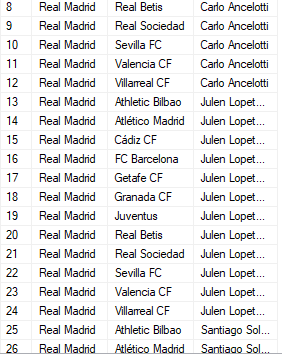 8 Real Madrid Real Betis Carlo Ancelotti
9 Real Madrid Real Sociedad Carlo Ancelotti
10 Real Madrid Sevilla FC Carlo Ancelotti
11 Real Madrid Valencia CF Carlo Ancelotti
12 Real Madrid Villarreal CF Carlo Ancelotti
13 Real Madrid Athletic Bilbao Julen Lopet...
14 Real Madrid Atlético Madrid Julen Lopet...
15 Real Madrid Cádiz CF Julen Lopet...
16 Real Madrid FC Barcelona Julen Lopet...
17 Real Madrid Getafe CF Julen Lopet...
18 Real Madrid Granada CF Julen Lopet...
19 Real Madrid Juventus Julen Lopet...
20 Real Madrid Real Betis Julen Lopet...
21 Real Madrid Real Sociedad Julen Lopet...
22 Real Madrid Sevilla FC Julen Lopet...
23 Real Madrid Valencia CF Julen Lopet...
24 Real Madrid Villarreal CF Julen Lopet...
25 Real Madrid Athletic Bilbao Santiago Sol...
26 Real Madrid Atlético Madrid Santiago Sol...